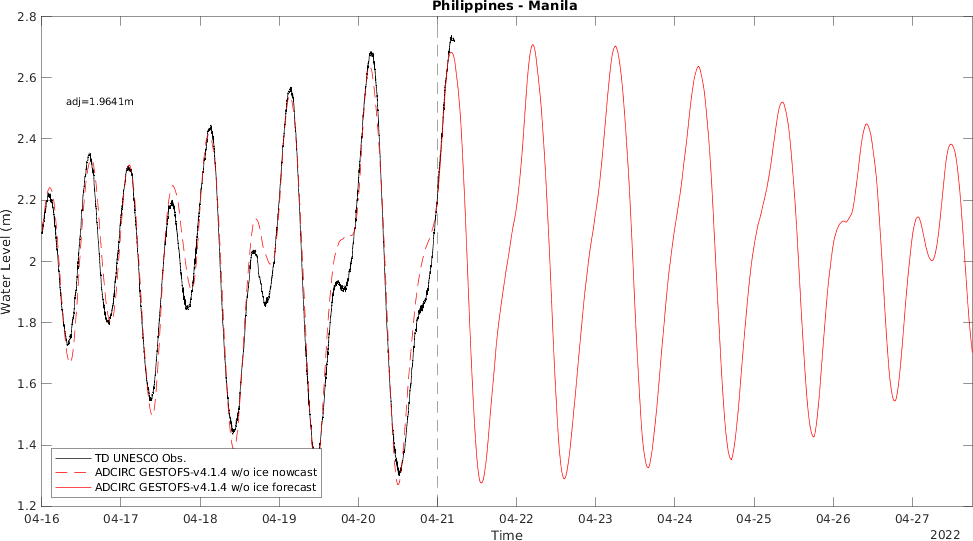 Philippines - Manila
2.8
2.6
adj=1.9641m
2.4
2.2
Water Level (m)
2
1.8
1.6
1.4
TD UNESCO Obs.
ADCIRC GESTOFS-v4.1.4 w/o ice nowcast
ADCIRC GESTOFS-v4.1.4 w/o ice forecast
1.2
04-16 04-17 04-18 04-19 04-20 04-21 04-22 04-23 04-24 04-25 04-26 04-27
Time
2022